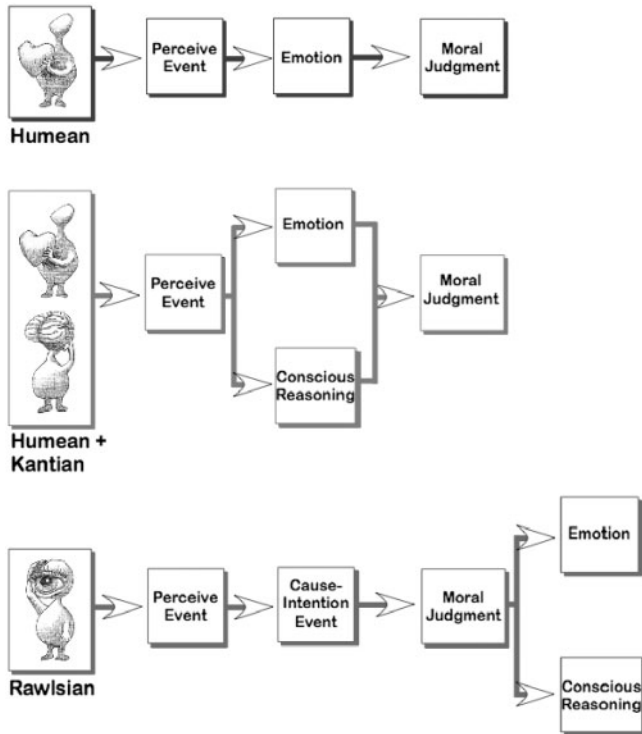 Perceive
Event
Emotion
Moral
Judgment
Humean
Perceive
Event
Emotion
Conscious
Reasoning
Moral
Judgment
Humean +
Kantian
Perceive
Event
Cause-
Intention
Event
Moral
Judgment
Emotion
Conscious
Reasoning
Rawlsian